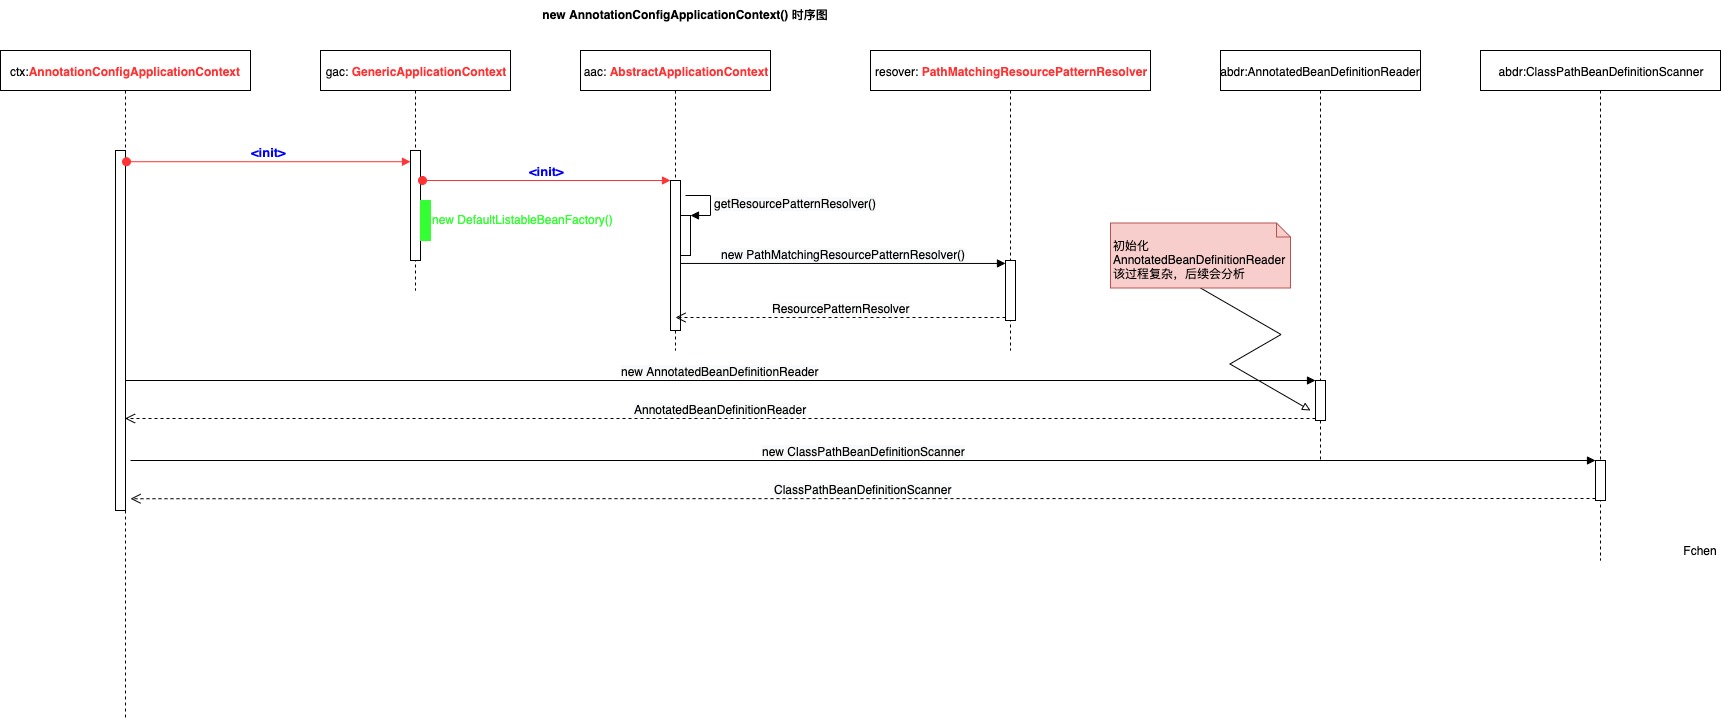 new AnnotationConfigApplicationContext() 时序图
ctx:AnnotationConfigApplicationContext
gac: GenericApplicationContext
aac: AbstractApplicationContext
resover: PathMatchingResourcePatternResolver
abdr:AnnotatedBeanDefinitionReader
abdr:ClassPathBeanDefinitionScanner
<init>
<init>
getResourcePatternResolver()
new DefaultListableBeanFactory()
初始化
AnnotatedBeanDefinitionReader
该过程复杂，后续会分析
new PathMatchingResourcePatternResolver()
ResourcePatternResolver
new AnnotatedBeanDefinitionReader
AnnotatedBeanDefinitionReader
new ClassPathBeanDefinitionScanner
ClassPathBeanDefinitionScanner
Fchen